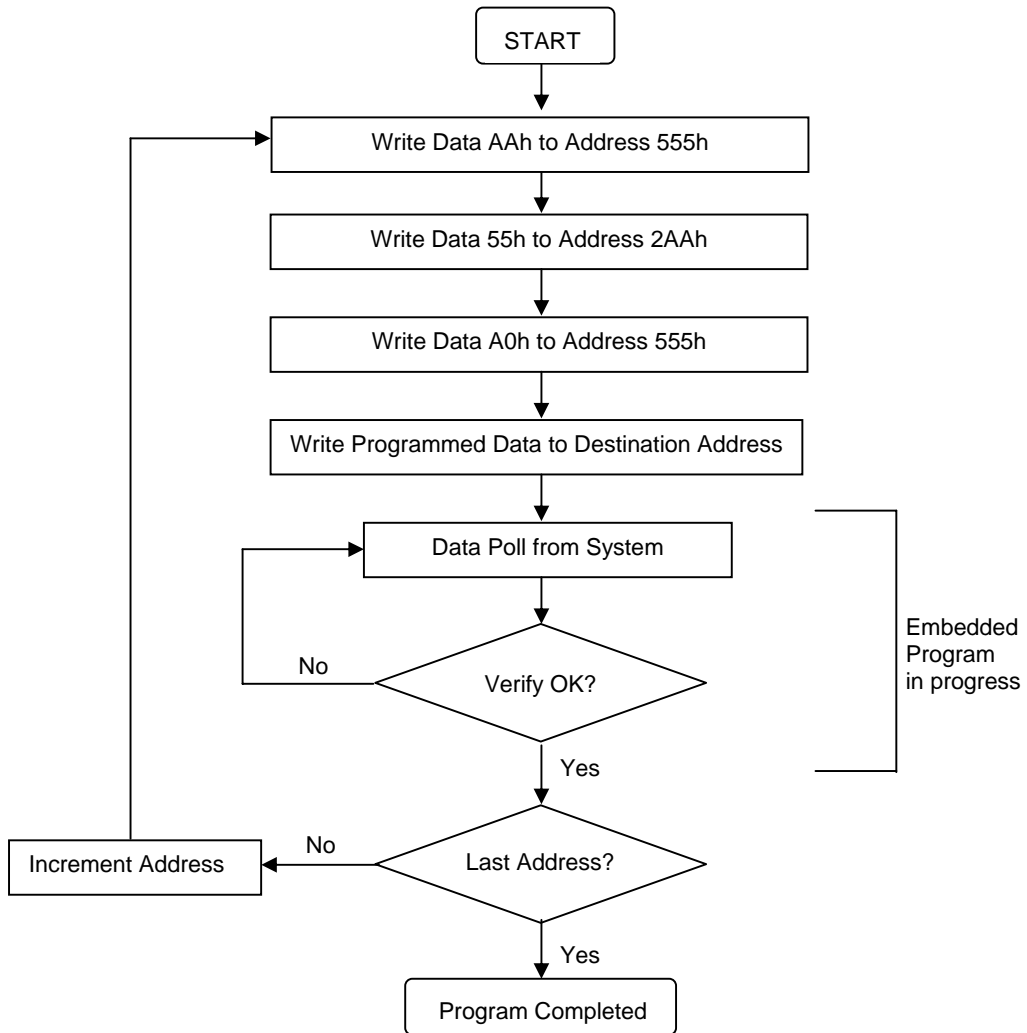 START
Write Data AAh to Address 555h
Write Data 55h to Address 2AAh
Write Data A0h to Address 555h
Write Programmed Data to Destination Address
Data Poll from System
Embedded
Program
in progress
No
Verify OK?
Yes
Increment Address
No
Last Address?
Yes
Program Completed